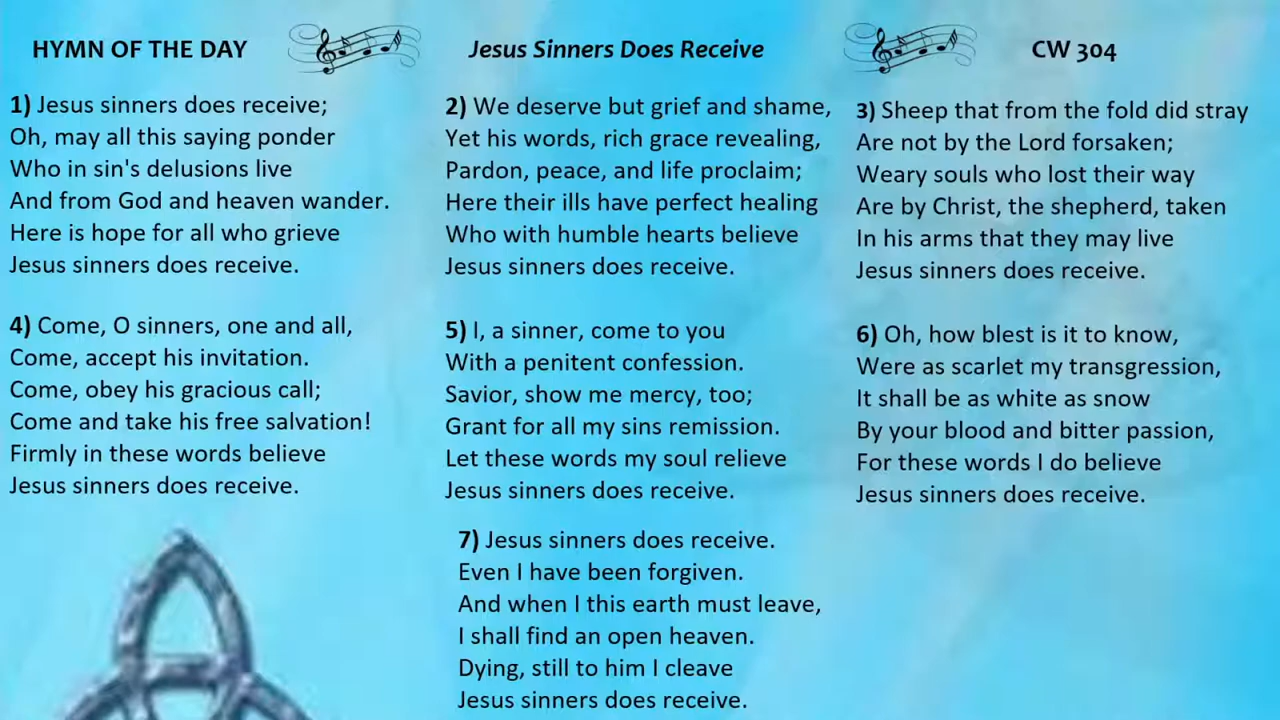 HYMN OF THE DAY
Jesus Sinners Does Receive
CW 304
1) Jesus sinners does receive;
Oh, may all this saying ponder
Who in sin's delusions live
And from God and heaven wander.
Here is hope for all who grieve
Jesus sinners does receive.
2) We deserve but grief and shame,
Yet his words, rich grace revealing,
Pardon, peace, and life proclaim;
Here their ills have perfect healing
Who with humble hearts believe
Jesus sinners does receive.
3) Sheep that from the fold did stray
Are not by the Lord forsaken;
Weary souls who lost their way
Are by Christ, the shepherd, taken
In his arms that they may live
Jesus sinners does receive.
4) Come, O sinners, one and all,
Come, accept his invitation.
Come, obey his gracious call;
Come and take his free salvation!
Firmly in these words believe
Jesus sinners does receive.
5) I, a sinner, come to you
With a penitent confession.
Savior, show me mercy, too;
Grant for all my sins remission.
Let these words my soul relieve
Jesus sinners does receive.
6) Oh, how blest is it to know,
Were as scarlet my transgression,
It shall be as white as snow
By your blood and bitter passion,
For these words I do believe
Jesus sinners does receive.
7) Jesus sinners does receive.
Even I have been forgiven.
And when I this earth must leave,
I shall find an open heaven.
Dying, still to him I cleave
Jesus sinners does receive.